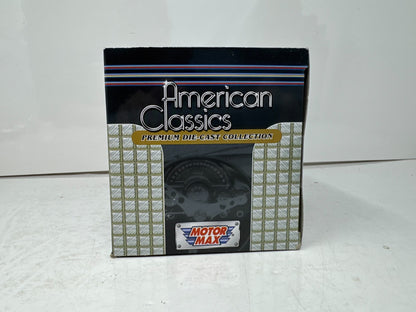 American
Classics
PREMIUM DIE-CAST COLLECTION
MOTOR
MAX